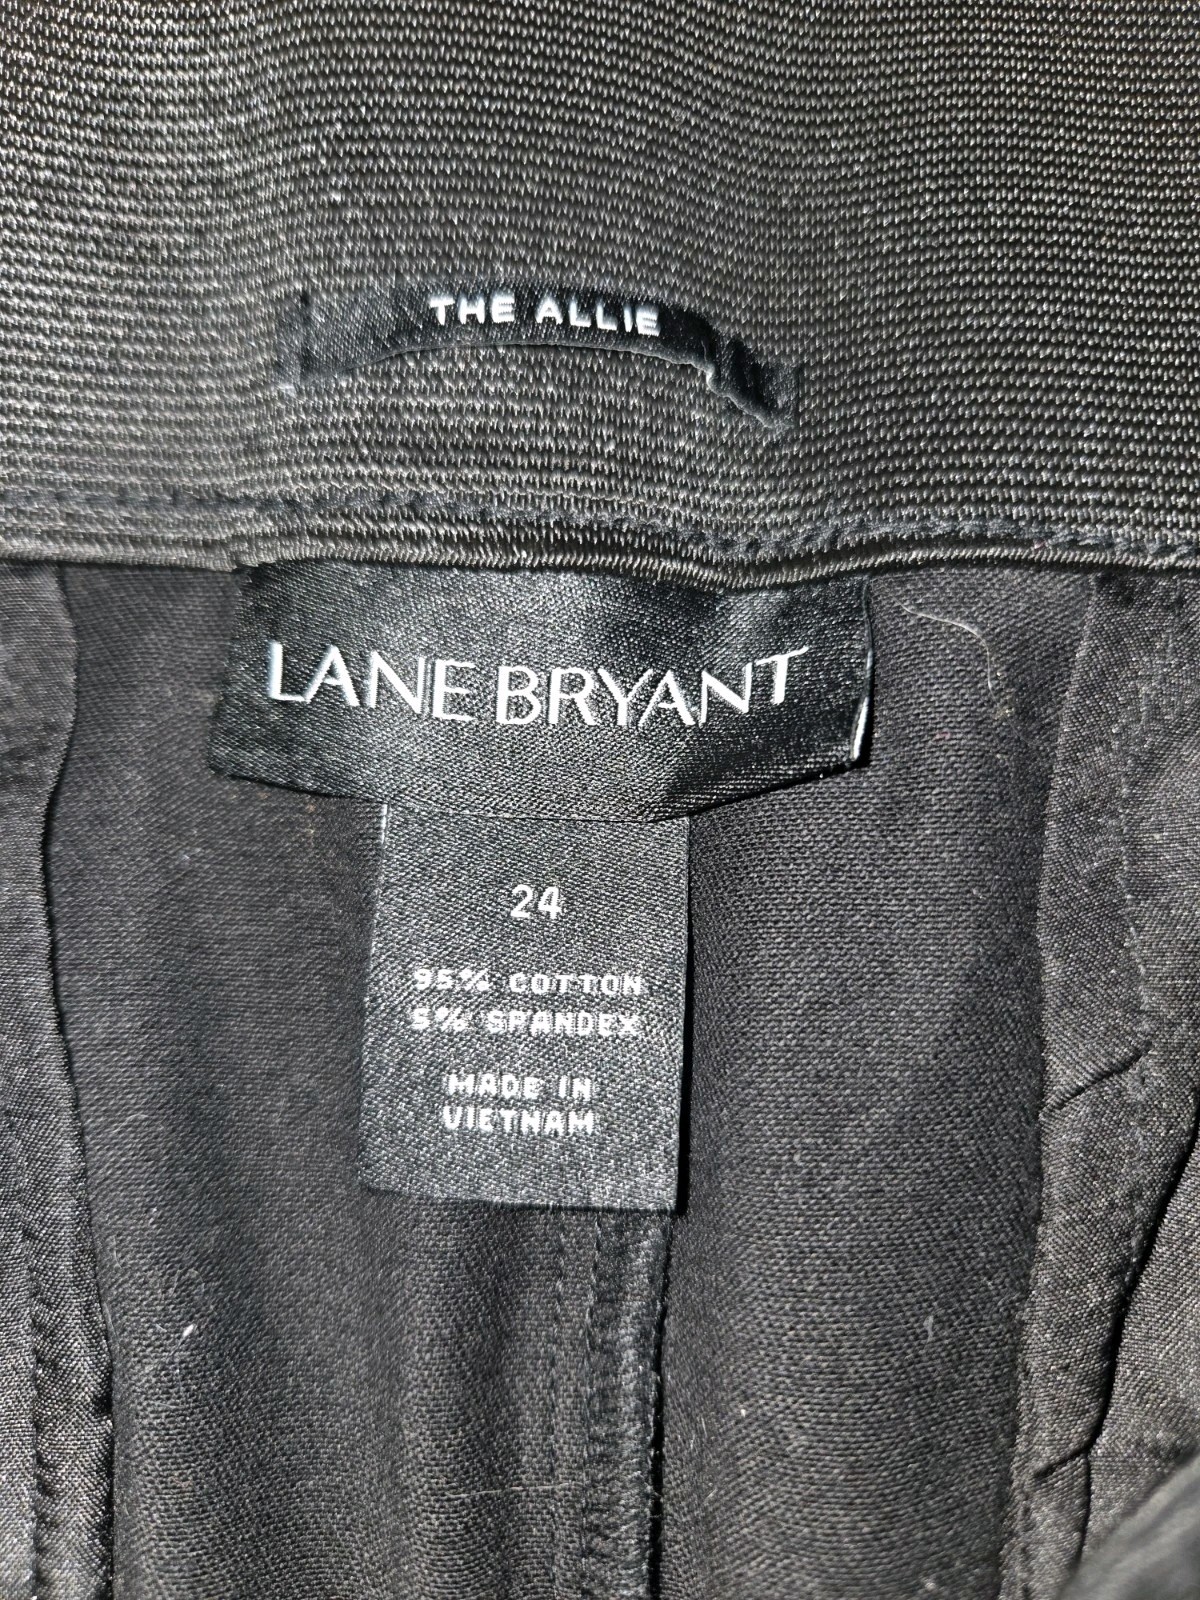 THE ALLIE
LANE BRYANT
24
95% COTTON
5% SPANDEX
MADE IN
VIETNAM